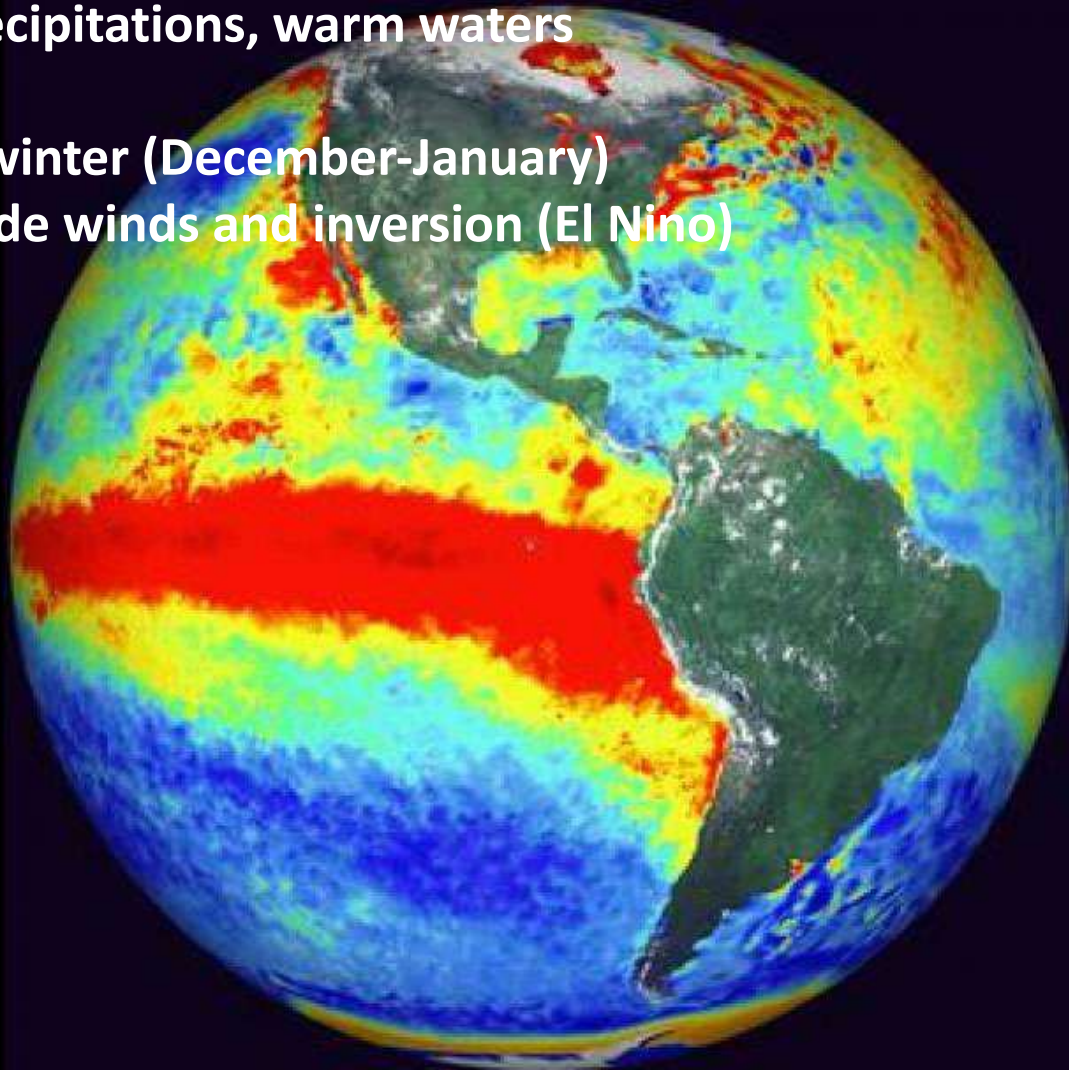 ecipitations, warm waters
winter (December-January)
de winds and inversion (El Nino)